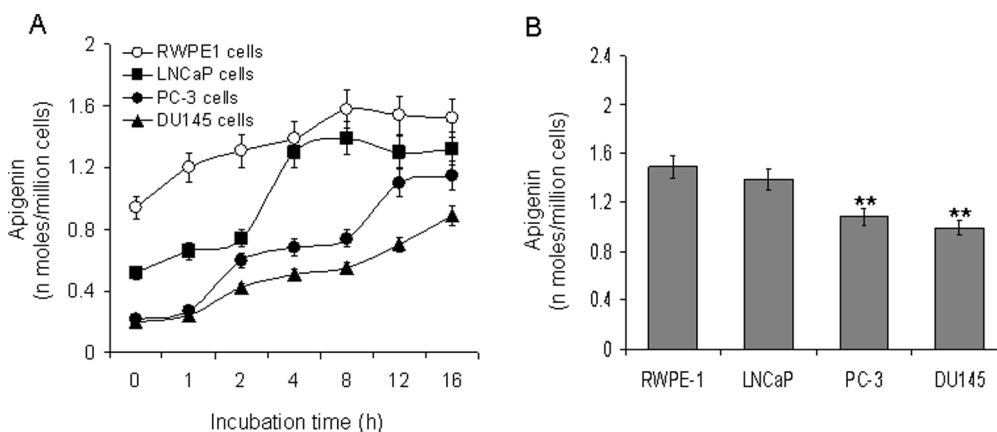 A
RWPE1 cells
LNCaP cells
PC-3 cells
DU145 cells
Apigenin
(n moles/million cells)
2
1.6
1.2
0.8
0.4
0
0 1 2 4 8 12 16
Incubation time (h)
B
Apigenin
(n moles/million cells)
2.4
2
1.6
1.2
0.8
0.4
0
** **
RWPE-1 LNCaP PC-3 DU145